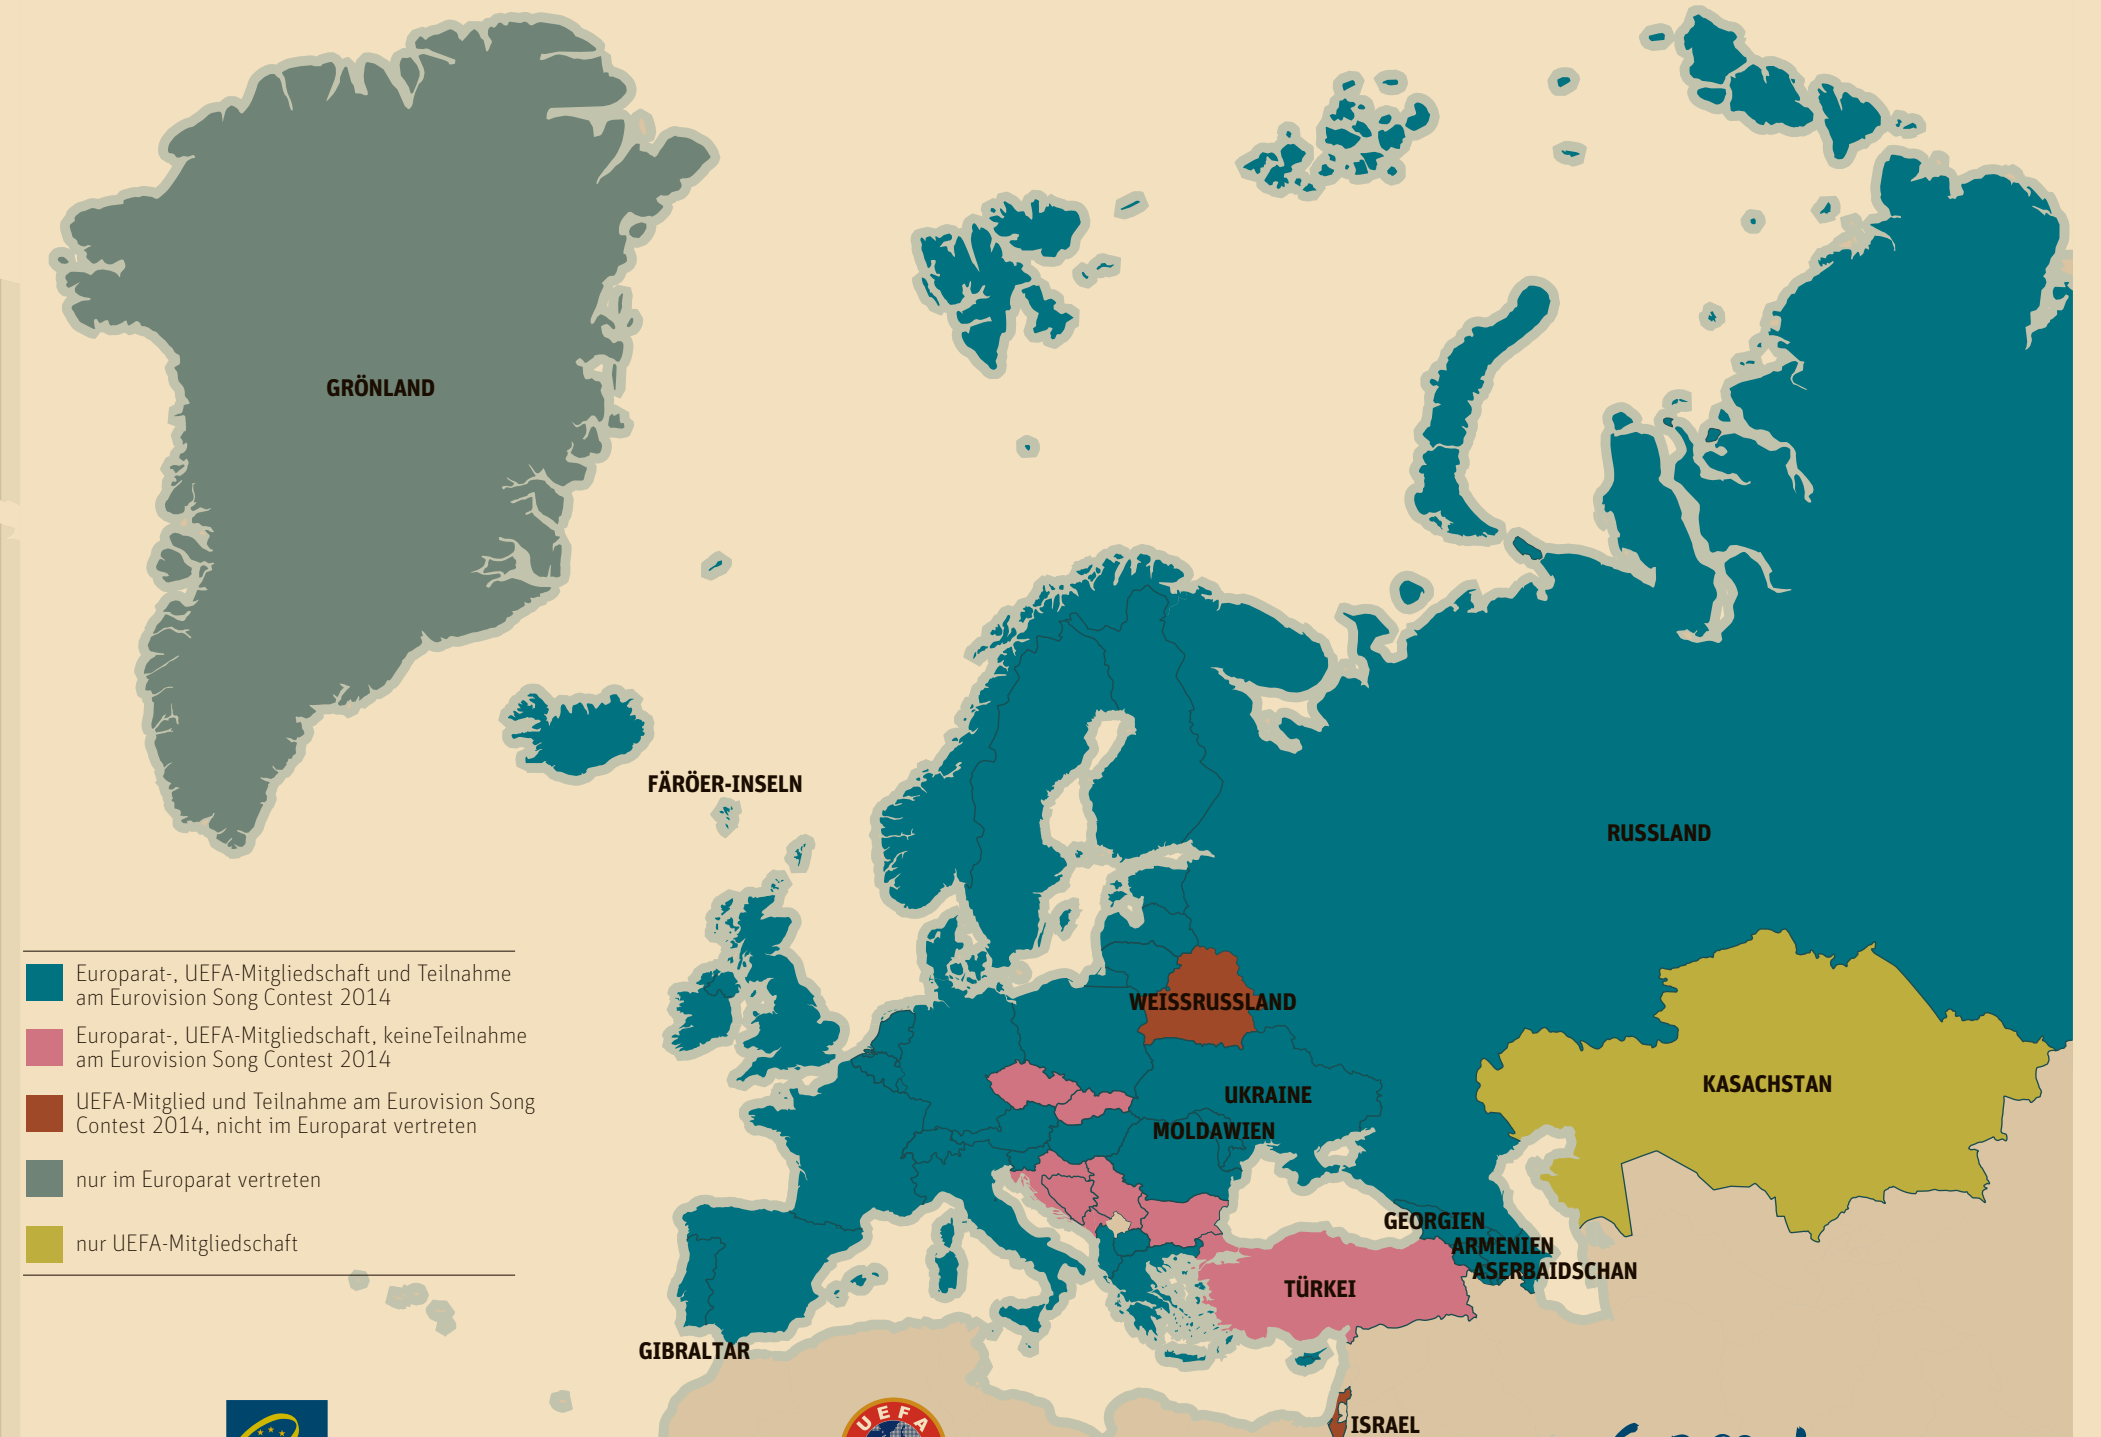 GRÖNLAND
FÄRÖER-INSELN
RUSSLAND
Europarat-, UEFA-Mitgliedschaft und Teilnahme
am Eurovision Song Contest 2014
Europarat-, UEFA-Mitgliedschaft, keineTeilnahme
am Eurovision Song Contest 2014
UEFA-Mitglied und Teilnahme am Eurovision Song
Contest 2014, nicht im Europarat vertreten
nur im Europarat vertreten
nur UEFA-Mitgliedschaft
WEISSRUSSLAND
KASACHSTAN
UKRAINE
MOLDAWIEN
GEORGIEN
ARMENIEN
ASERBAIDSCHAN
TÜRKEI
GIBRALTAR
UEFA
ISRAEL